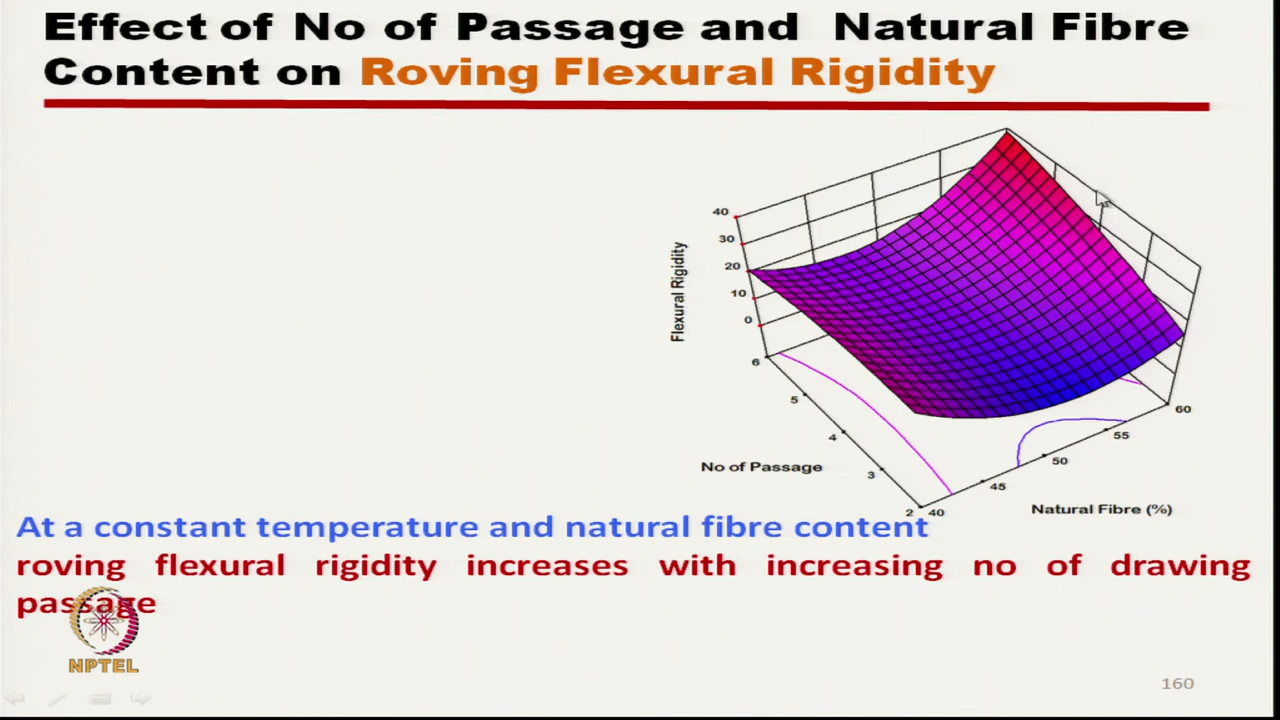 Effect of No of Passage and Natural Fibre
Content on Roving Flexural Rigidity
40
30
20
10
0
Flexural Rigidity
6
5
4
3
2
No of Passage
40
45
50
55
60
Natural Fibre (%)
At a constant temperature and natural fibre content
roving flexural rigidity increases with increasing no of drawing
passage
NPTEL
160